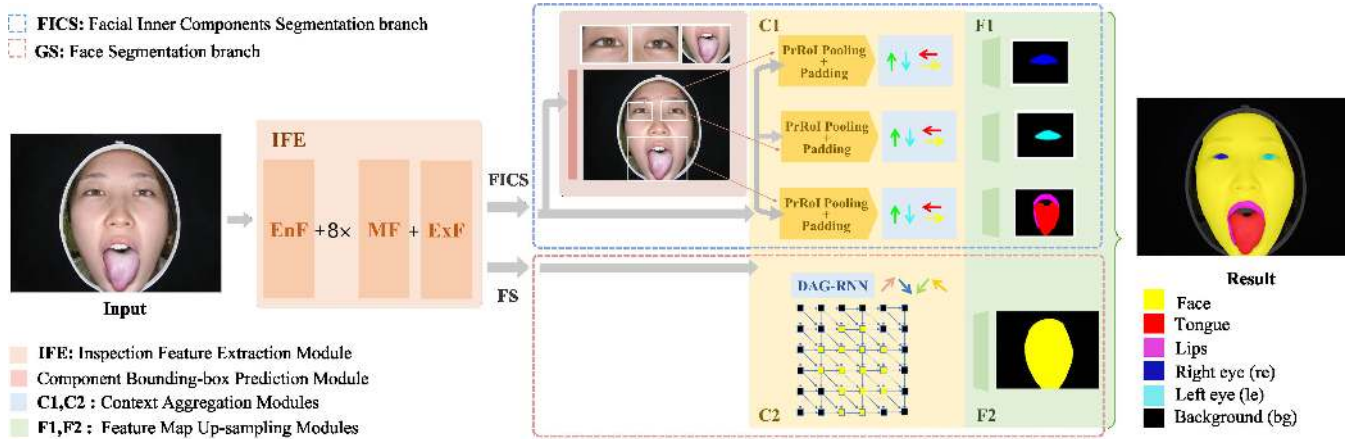 FICS: Facial Inner Components Segmentation branch
GS: Face Segmentation branch
Input
IFE
EnF +8× MF + ExF
FICS
FS
C1
PrRoI Pooling
+
Padding
PrRoI Pooling
+
Padding
PrRoI Pooling
+
Padding
F1
DAG-RNN
C2
F2
Result
Face
Tongue
Lips
Right eye (re)
Left eye (le)
Background (bg)
IFE: Inspection Feature Extraction Module
Component Bounding-box Prediction Module
C1,C2 : Context Aggregation Modules
F1,F2 : Feature Map Up-sampling Modules